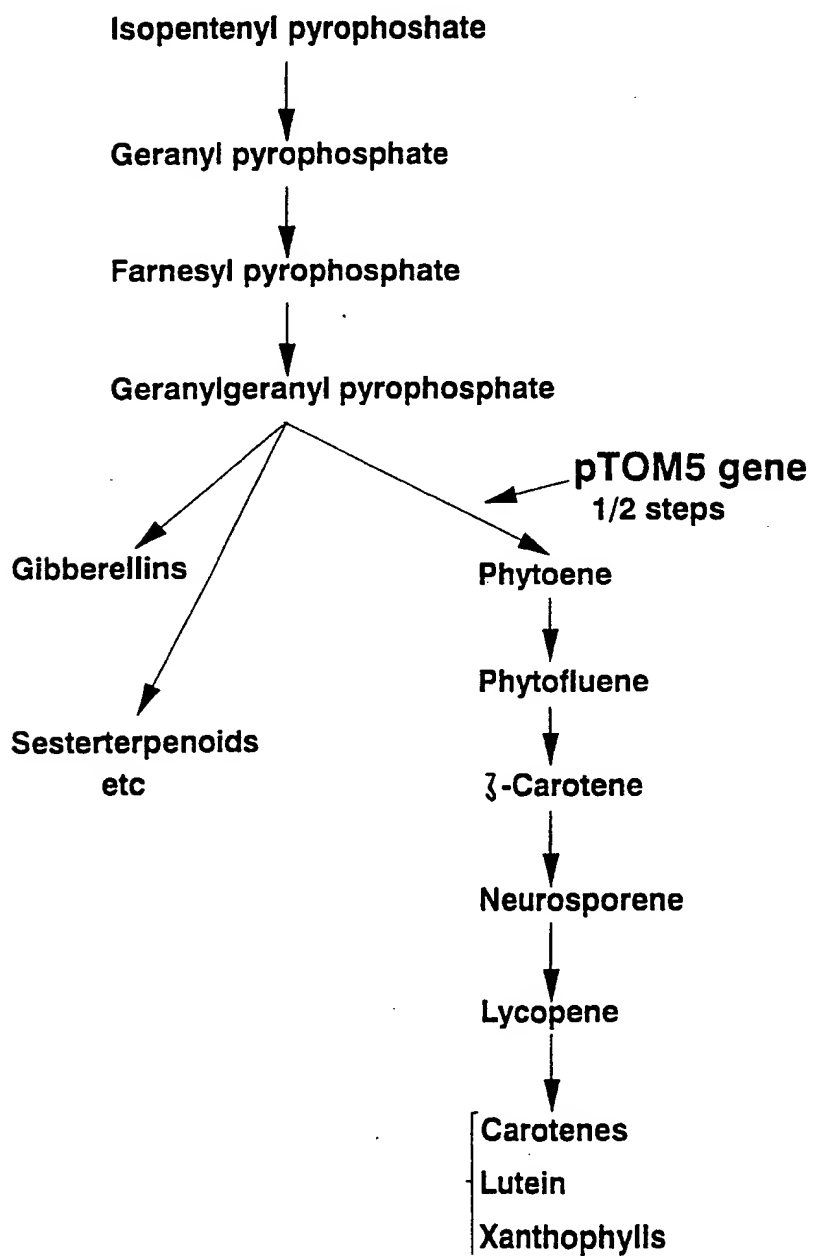 Isopentenyl pyrophoshate
Geranyl pyrophosphate
Farnesyl pyrophosphate
Geranylgeranyl pyrophosphate
pTOM5 gene
1/2 steps
Gibberellins
Phytoene
Phytofluene
Sesterterpenoids
etc
ζ-Carotene
Neurosporene
Lycopene
Carotenes
Lutein
Xanthophylls